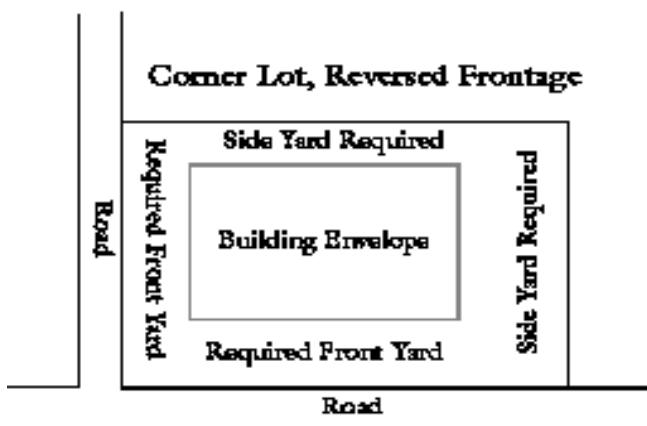 Corner Lot, Reversed Frontage
Side Yard Required
Required Front Yard
Road
Building Envelope
Side Yard Required
Required Front Yard
Road